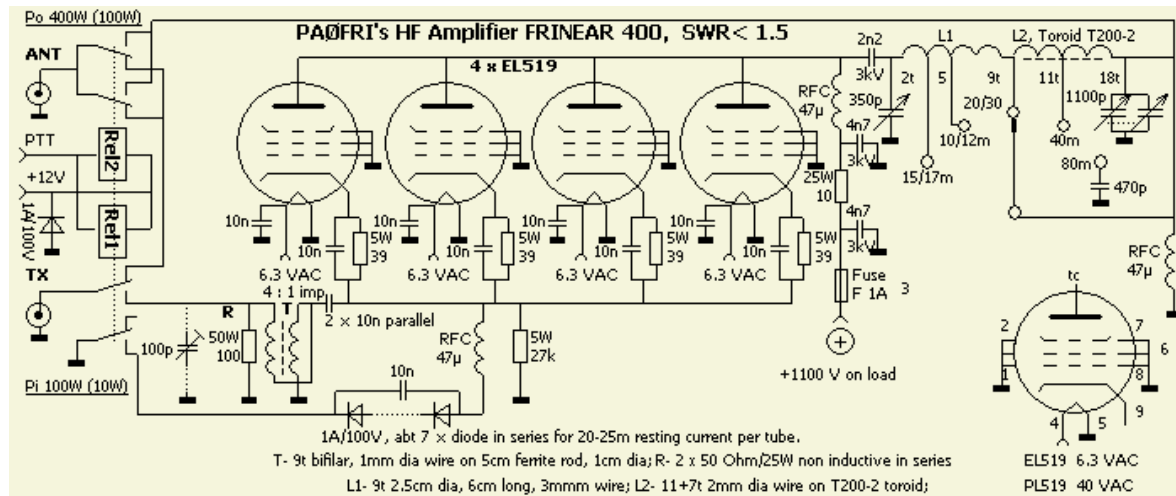 Po 400W (100W)
PAØFRI's HF Amplifier FRINEAR 400, SWR< 1.5
ANT
4 x EL519
2n2
3kV
L1
L2, Toroid T200-2
2t
5
9t
11t
18t
RFC
47µ
350p
20/30
1100p
4n7
3kV
10/12m
40m
PTT
Rel2
+12V
Rel1
1A/100V
25W
10
15/17m
80m
470p
10n
10n
10n
10n
10n
10n
10n
10n
5W
39
5W
39
5W
39
5W
39
4n7
3kV
6.3 VAC
6.3 VAC
6.3 VAC
6.3 VAC
TX
4 : 1 imp
Fuse
F 1A
3
RFC
47µ
tc
R
T
2 x 10n parallel
100p
50W
100
RFC
47µ
5W
27k
2
7
6
1
8
9
4
5
+1100 V on load
Pi 100W (10W)
10n
1A/100V, abt 7 x diode in series for 20-25m resting current per tube.
T- 9t bifilar, 1mm dia wire on 5cm ferrite rod, 1cm dia; R- 2 x 50 Ohm/25W non inductive in series
EL519 6.3 VAC
L1- 9t 2.5cm dia, 6cm long, 3mmm wire; L2- 11+7t 2mm dia wire on T200-2 toroid;
PL519 40 VAC